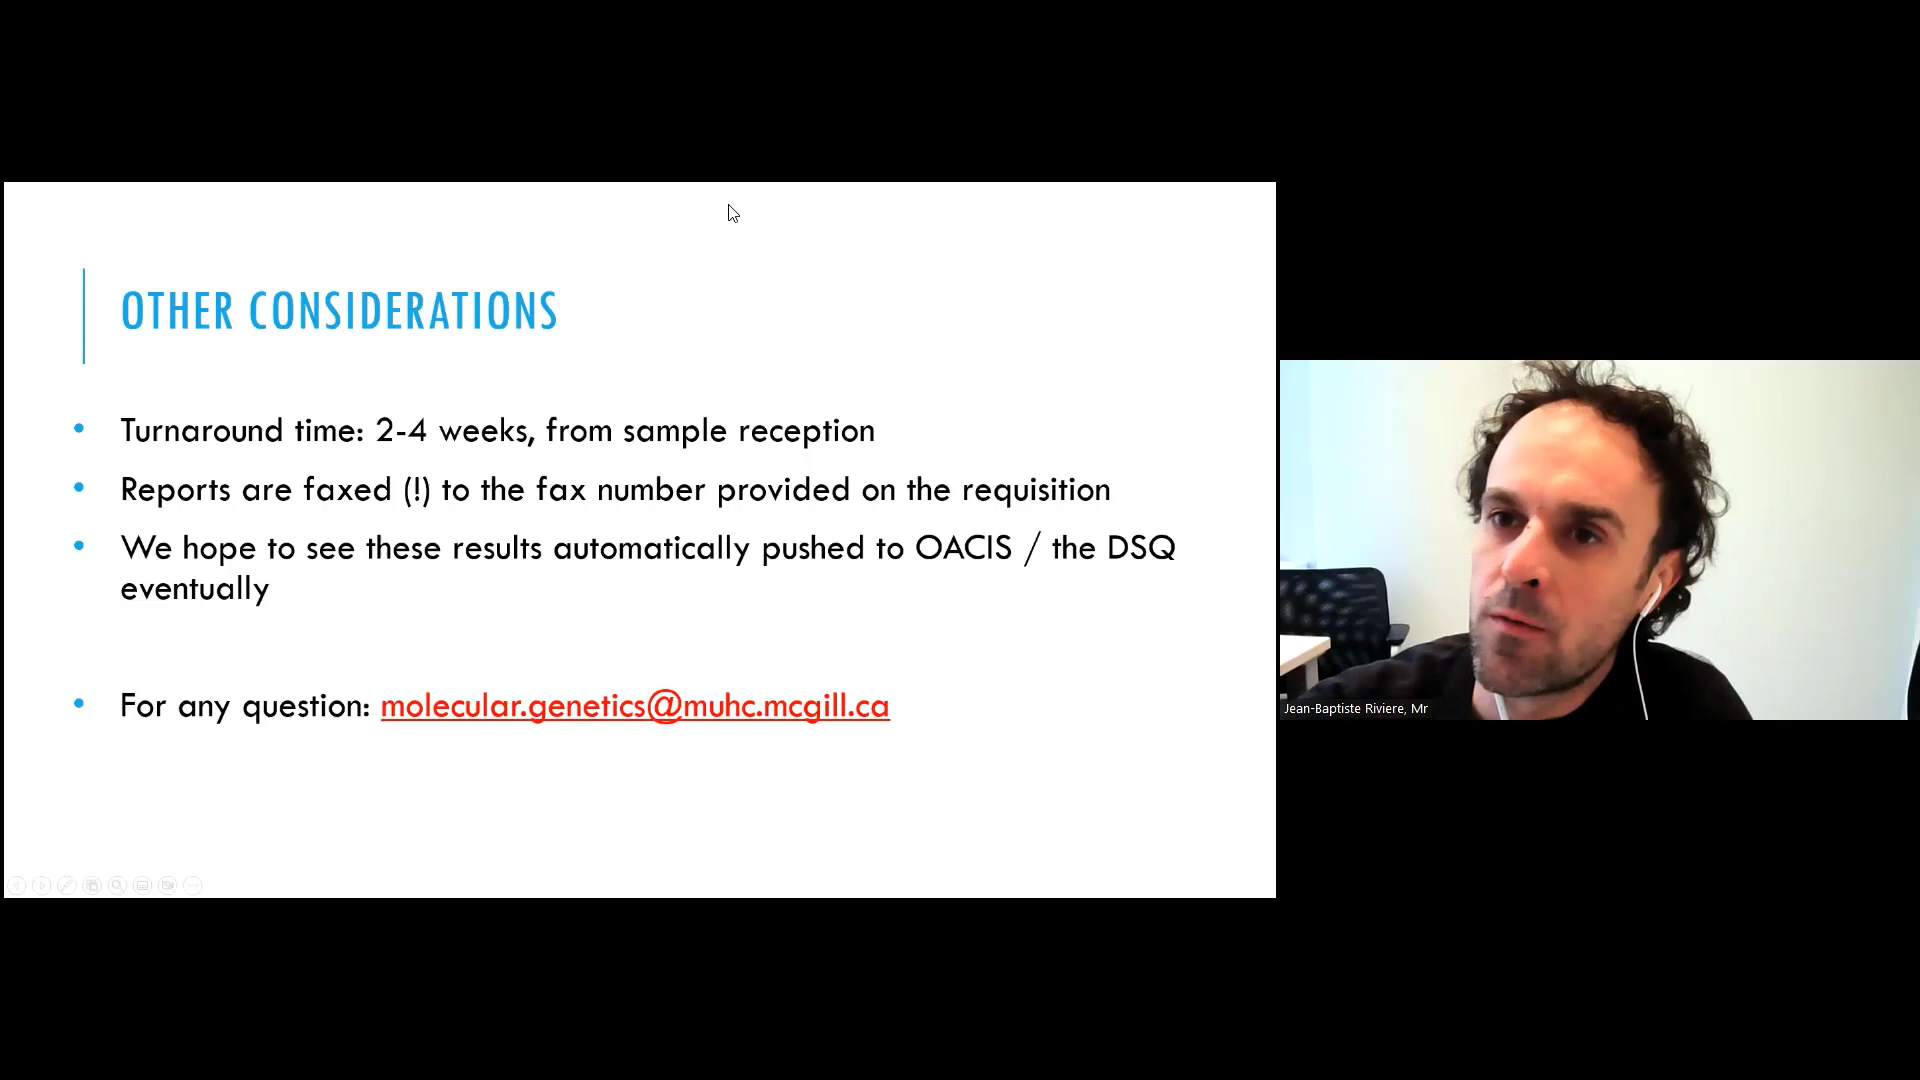 OTHER CONSIDERATIONS
• Turnaround time: 2-4 weeks, from sample reception
• Reports are faxed (!) to the fax number provided on the requisition
• We hope to see these results automatically pushed to OACIS / the DSQ
eventually
• For any question: molecular.genetics@muhc.mcgill.ca
Jean-Baptiste Riviere, Mr